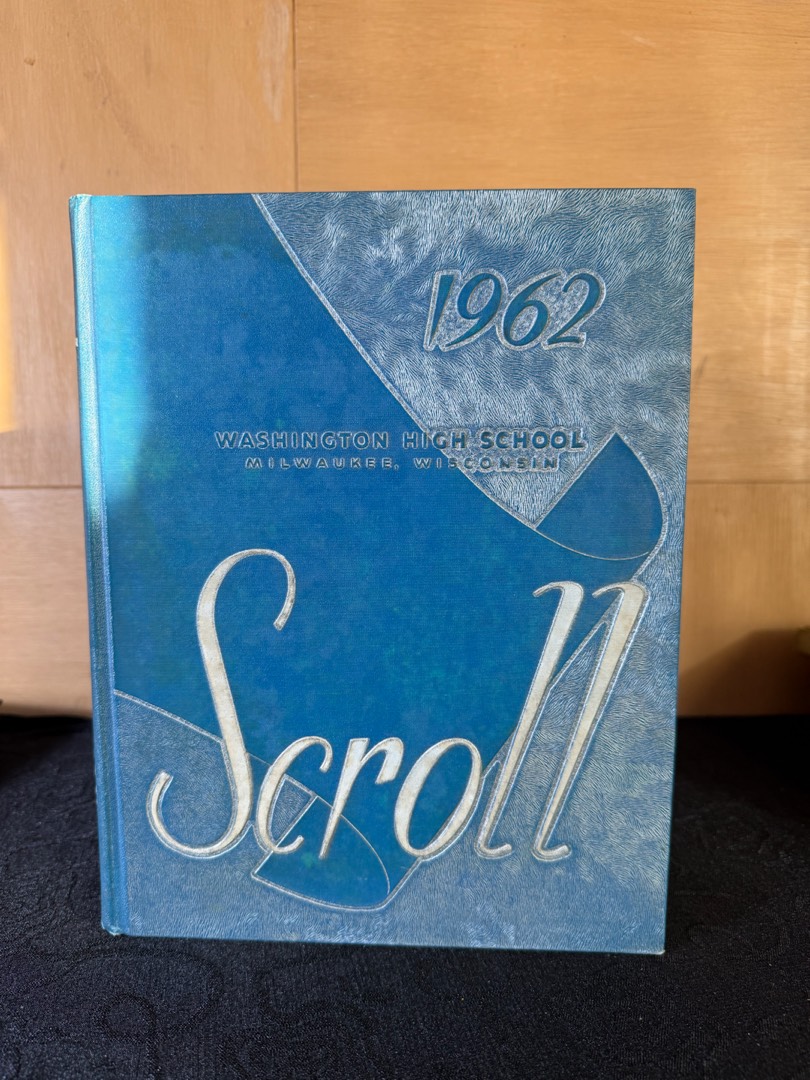 1962
WASHINGTON HIGH SCHOOL
MILWAUKEE, WISCONSIN
Scroll